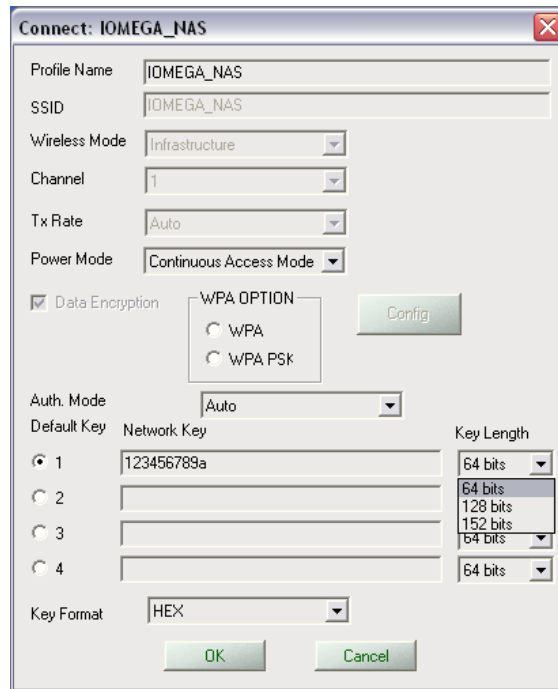 Connect: IOMEGA_NAS
Profile Name IOMEGA_NAS
SSID IOMEGA_NAS
Wireless Mode Infrastructure
Channel 1
Tx Rate Auto
Power Mode Continuous Access Mode
Data Encryption WPA OPTION Config
WPA
WPA PSK
Auth. Mode Auto
Default Key Network Key Key Length
1 123456789a 64 bits
64 bits
2
128 bits
152 bits
3 64 bits
4 64 bits
Key Format HEX
OK Cancel